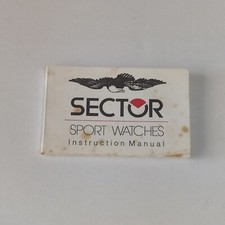 SECTOR
SPORT WATCHES
Instruction Manual